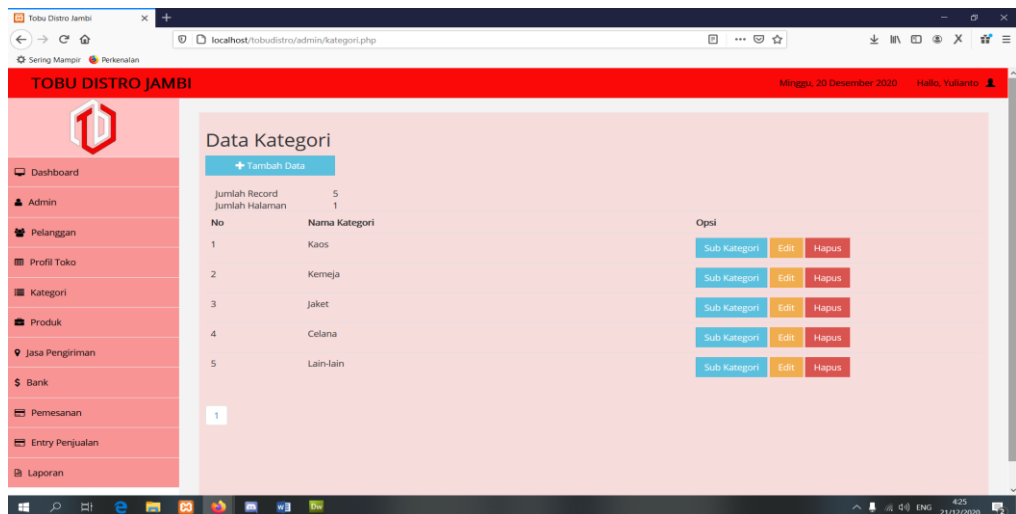 Tobu Distro Jambi
localhost/tobudistro/admin/kategori.php
Sering Mampir Perkenalan
TOBU DISTRO JAMBI
Minggu, 20 Desember 2020 Hallo, Yulianto
Dashboard
Admin
Pelanggan
Profil Toko
Kategori
Produk
Jasa Pengiriman
$ Bank
Pemesanan
Entry Penjualan
Laporan
Data Kategori
+ Tambah Data
Jumlah Record 5
Jumlah Halaman 1
No Nama Kategori Opsi
1 Kaos Sub Kategori Edit Hapus
2 Kemeja Sub Kategori Edit Hapus
3 Jaket Sub Kategori Edit Hapus
4 Celana Sub Kategori Edit Hapus
5 Lain-lain Sub Kategori Edit Hapus
1
Dw
ENG
4:25
21/12/2020